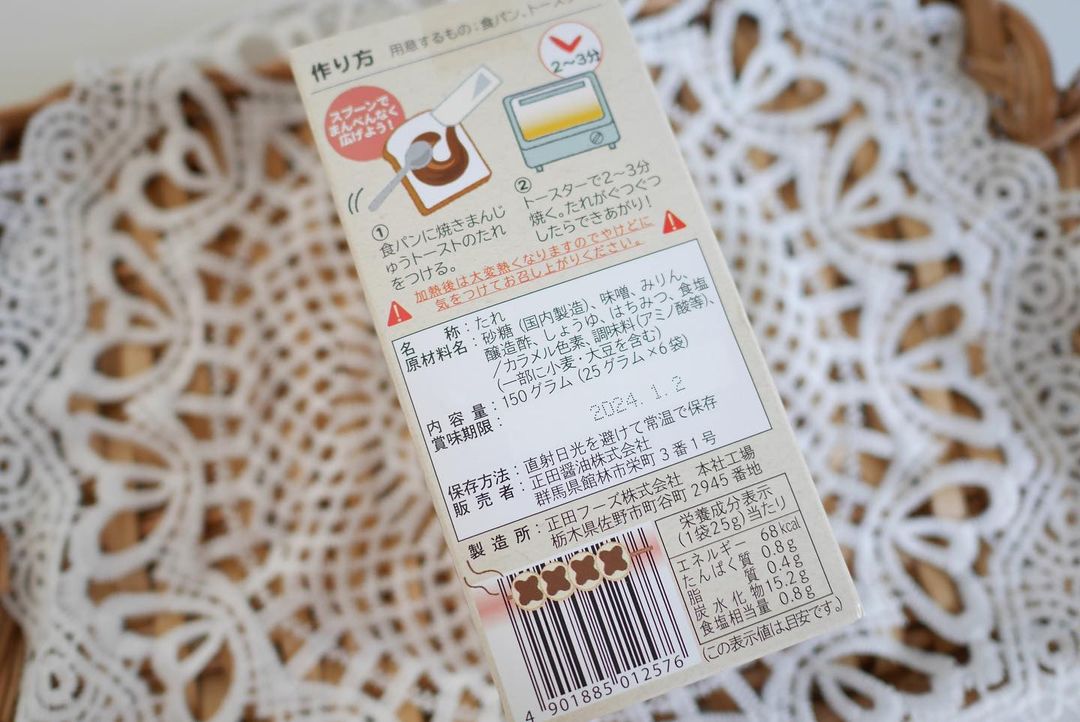 作り方 用意するもの：食パン、トースター
2～3分
スプーンで
まんべんなく
広げよう！
①
食パンに焼きまんじ
ゅうトーストのたれ
をつける。
②
トースターで2～3分
焼く。たれがぐつぐつ
したらできあがり！
加熱後は大変熱くなりますのでやけどに
気をつけてお召し上がりください。
名称：たれ
原材料名：砂糖（国内製造）、味噌、みりん、
醸造酢、しょうゆ、はちみつ、食塩
/カラメル色素、調味料（アミノ酸等）、
（一部に小麦・大豆を含む）
内容量：150グラム（25グラム×6袋）
賞味期限：2024.1.2
保存方法：直射日光を避けて常温で保存
販売者：正田醤油株式会社
群馬県館林市栄町3番1号
製造所：正田フーズ株式会社 本社工場
栃木県佐野市町谷町2945番地
栄養成分表示
（1袋25g）当たり
エネルギー 68kcal
たんぱく質 0.8g
脂質 0.4g
炭水化物 15.2g
食塩相当量 0.8g
（この表示値は、目安です。）
4 901885 012576